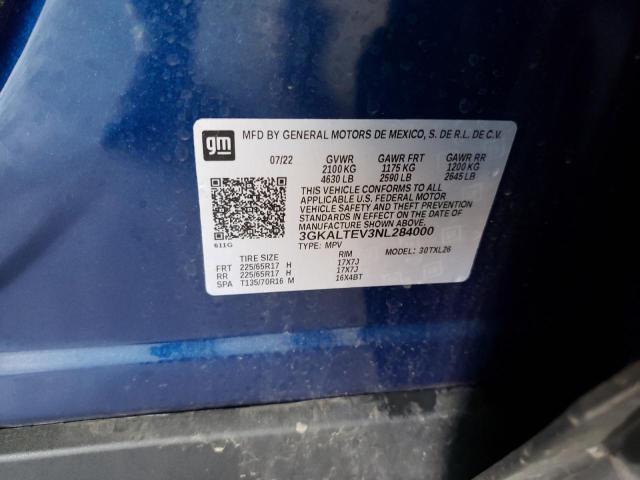 gm
MFD BY GENERAL MOTORS DE MEXICO, S. DE R.L. DE C.V.
07/22 GVWR GAWR FRT GAWR RR
2100 KG 1175 KG 1200 KG
4630 LB 2590 LB 2645 LB
THIS VEHICLE CONFORMS TO ALL
APPLICABLE U.S. FEDERAL MOTOR
VEHICLE SAFETY AND THEFT PREVENTION
STANDARDS IN EFFECT ON THE DATE OF
MANUFACTURE SHOWN ABOVE.
3GKALTEV3NL284000
611G TYPE: MPV MODEL: 30TXL26
TIRE SIZE RIM
FRT 225/65R17 H 17X7J
RR 225/65R17 H 17X7J
SPA T135/70R16 M 16X4BT